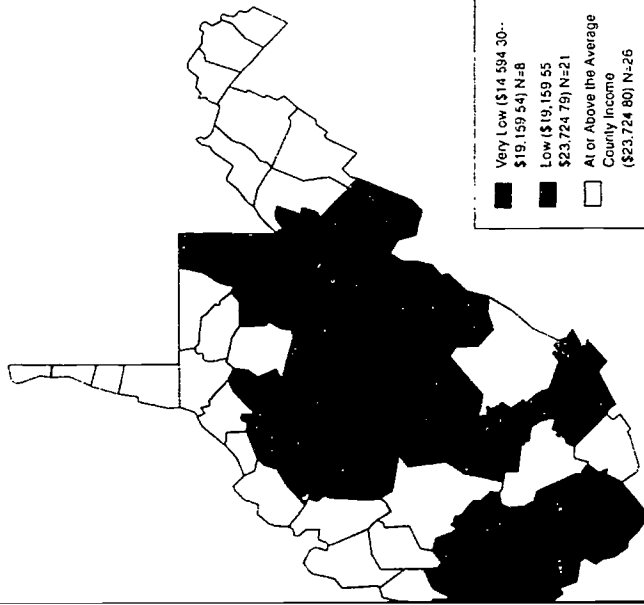 Very Low ($14 594 30--
$19,159 54) N=8
Low ($19,159 55
$23,724 79) N=21
At or Above the Average
County Income
($23,724 80) N=26